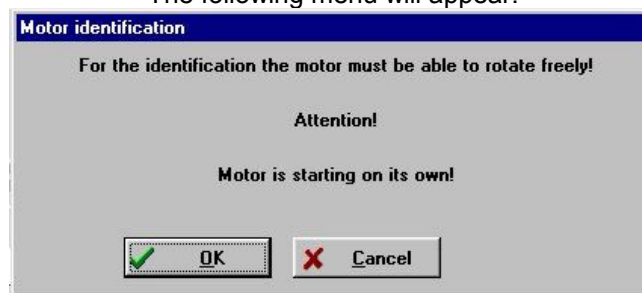 The following menu will appear:
Motor identification
For the identification the motor must be able to rotate freely!
Attention!
Motor is starting on its own!
OK
Cancel